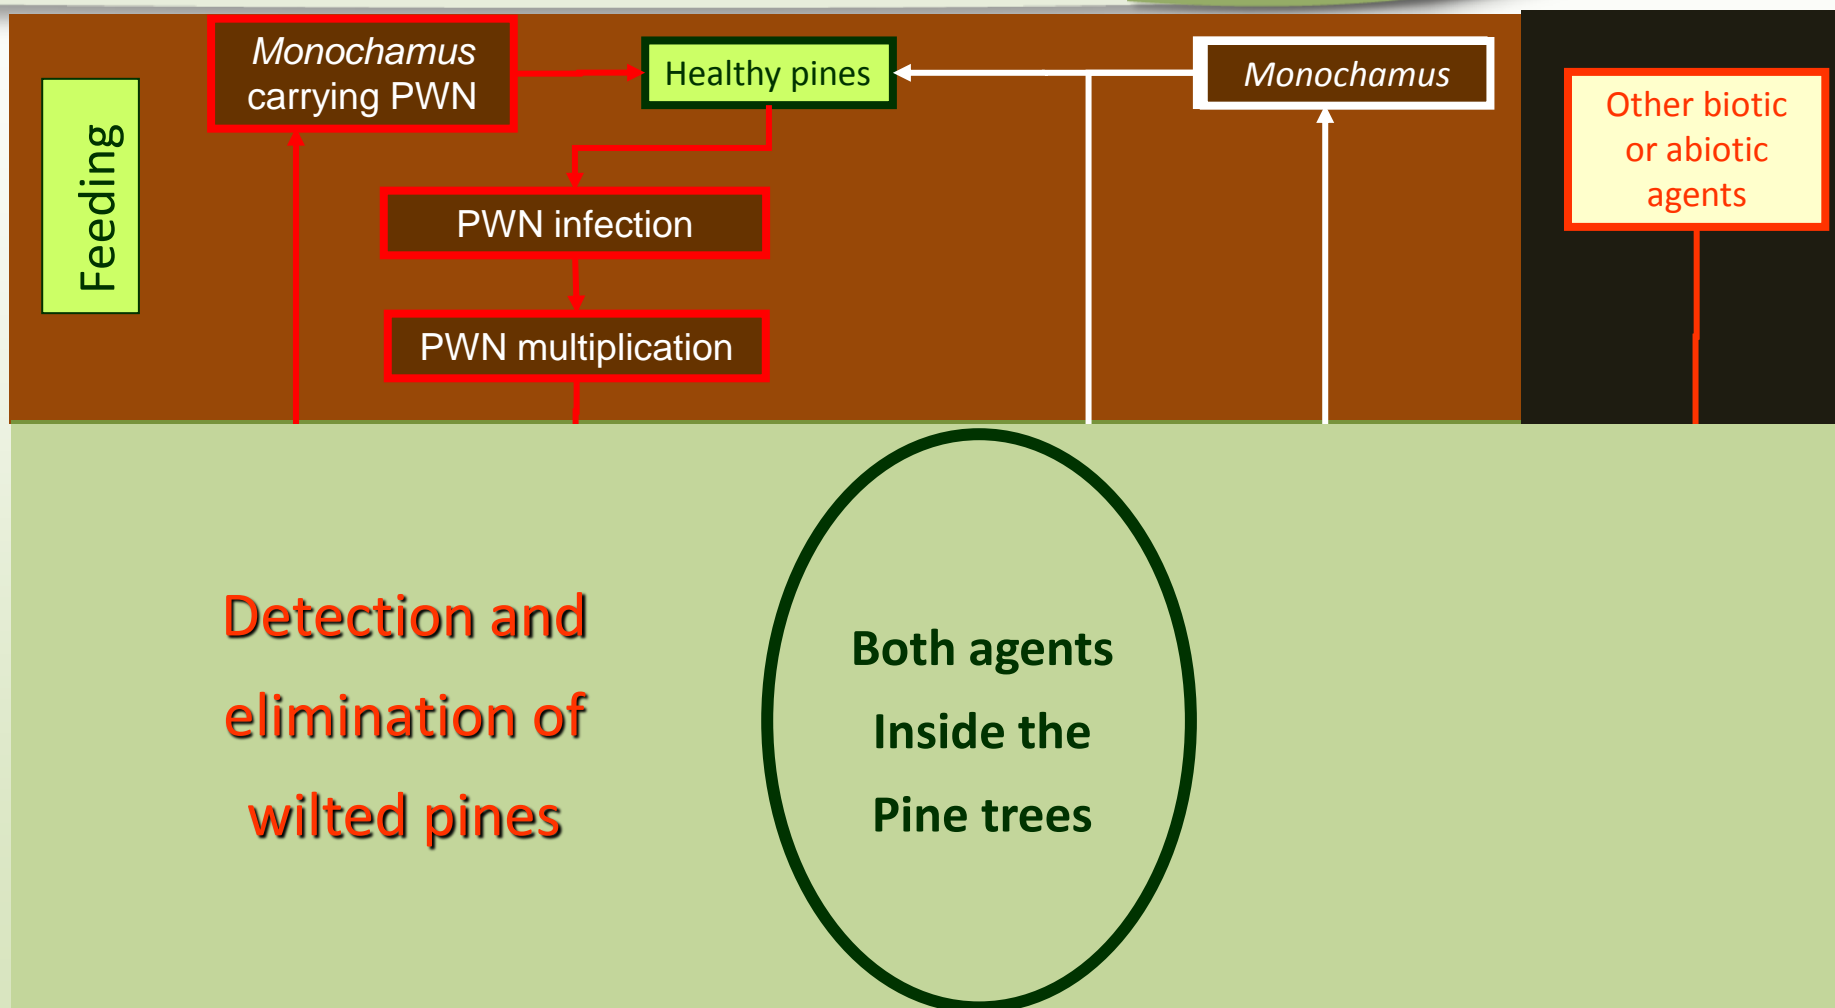 Feeding
Monochamus
carrying PWN
Healthy pines
Monochamus
Other biotic
or abiotic
agents
PWN infection
PWN multiplication
Detection and
elimination of
wilted pines
Both agents
Inside the
Pine trees